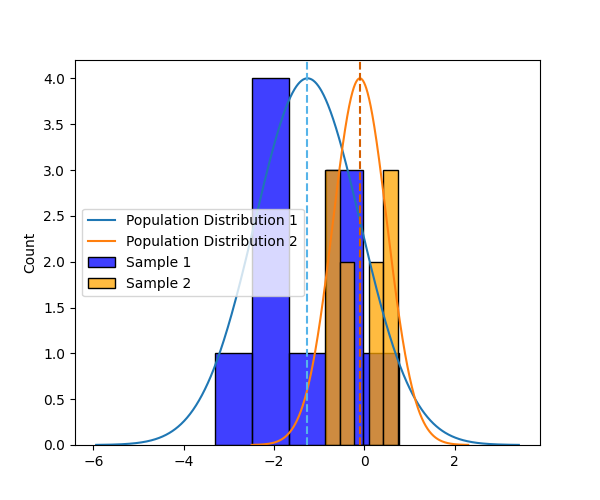 4.0
3.5
3.0
2.5
2.0
1.5
1.0
0.5
0.0
Count
Population Distribution 1
Population Distribution 2
Sample 1
Sample 2
−6
−4
−2
0
2